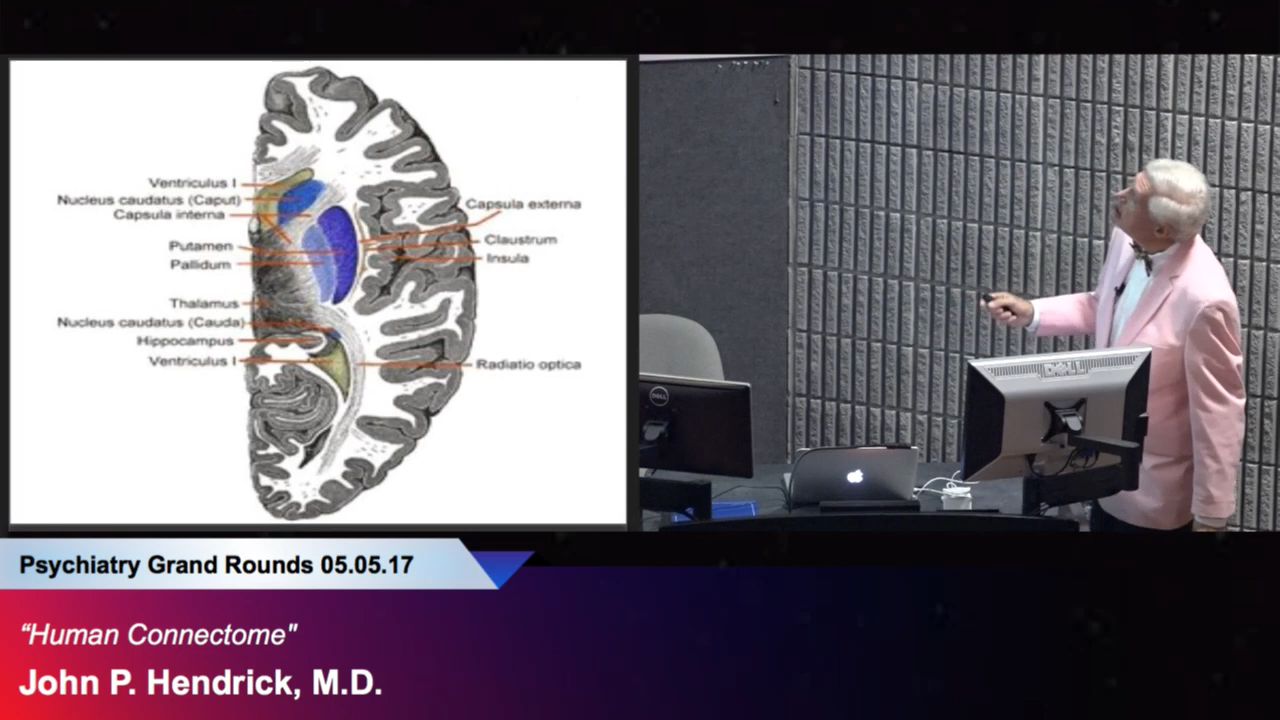 Ventriculus I
Nucleus caudatus (Caput)
Capsula interna
Putamen
Pallidum
Thalamus
Nucleus caudatus (Cauda)
Hippocampus
Ventriculus I
Capsula externa
Claustrum
Insula
Radiatio optica
DELL
Psychiatry Grand Rounds 05.05.17
“Human Connectome"
John P. Hendrick, M.D.